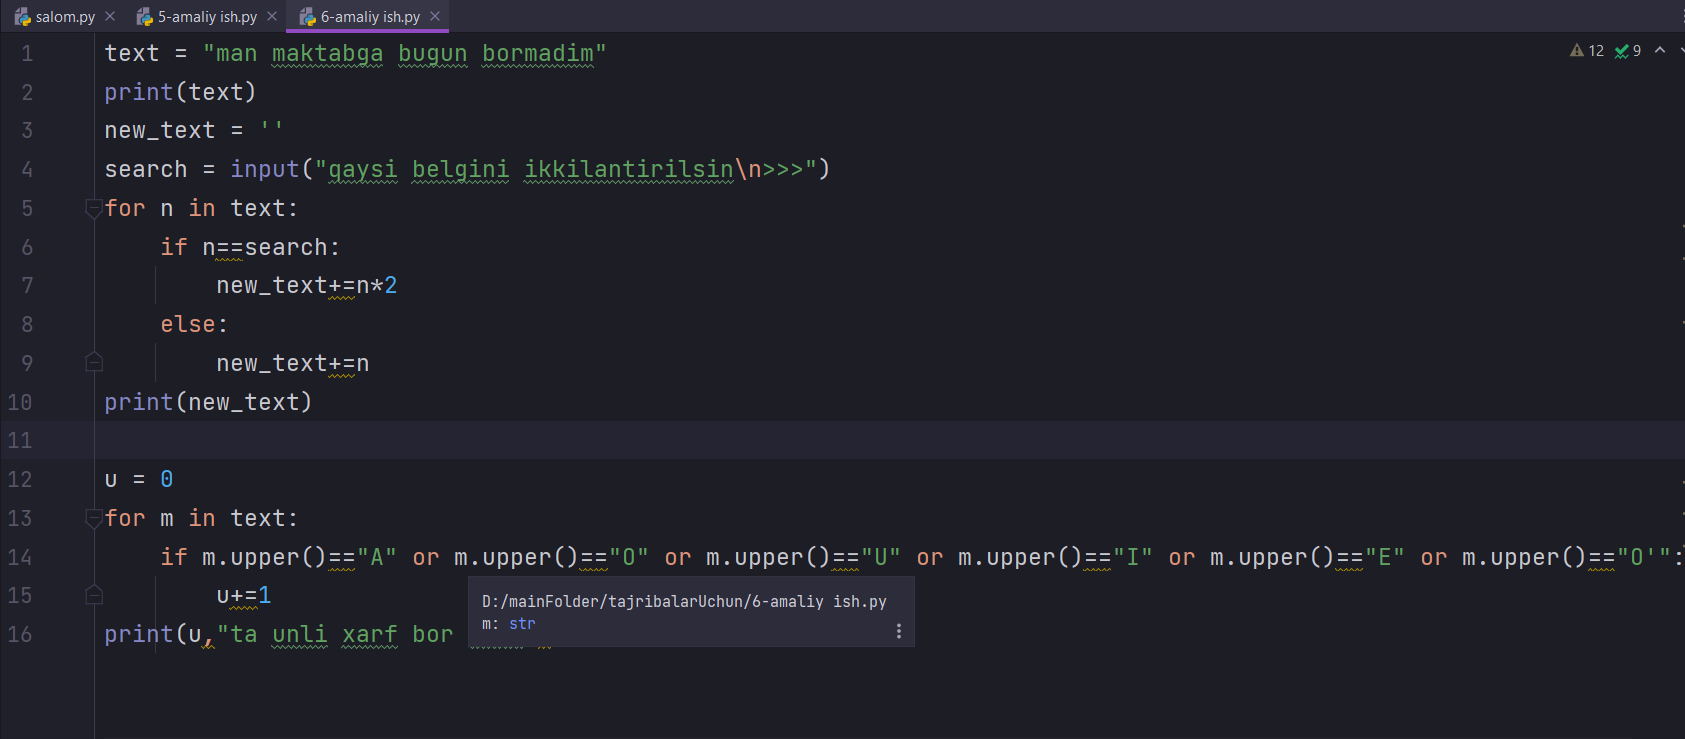 salom.py 5-amaliy ish.py 6-amaliy ish.py
12 9
1 text = "man maktabga bugun bormadim"
2 print(text)
3 new_text = ''
4 search = input("qaysi belgini ikkilantirilsin\n>>>")
5 for n in text:
6 if n==search:
7 new_text+=n*2
8 else:
9 new_text+=n
10 print(new_text)
11
12 u = 0
13 for m in text:
14 if m.upper()=="A" or m.upper()=="O" or m.upper()=="U" or m.upper()=="I" or m.upper()=="E" or m.upper()=="O'":
15 u+=1
16 print(u,"ta unli xarf bor
D:/mainFolder/tajribalarUchun/6-amaliy ish.py
m: str